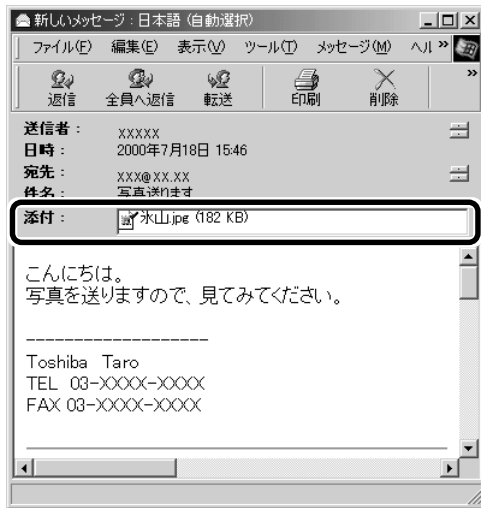 新しいメッセージ : 日本語 (自動選択)
ファイル(F) 編集(E) 表示(V) ツール(T) メッセージ(M) ヘル »
返信 全員へ返信 転送 印刷 削除 »
送信者 : xxxxx
日時 : 2000年7月18日 15:46
宛先 : xxx@xx.xx
件名 : 写真送ります
添付 : 氷山.jpg (182 KB)
こんにちは。
写真を送りますので、見てみてください。
-------------------
Toshiba Taro
TEL 03-XXXX-XXXX
FAX 03-XXXX-XXXX